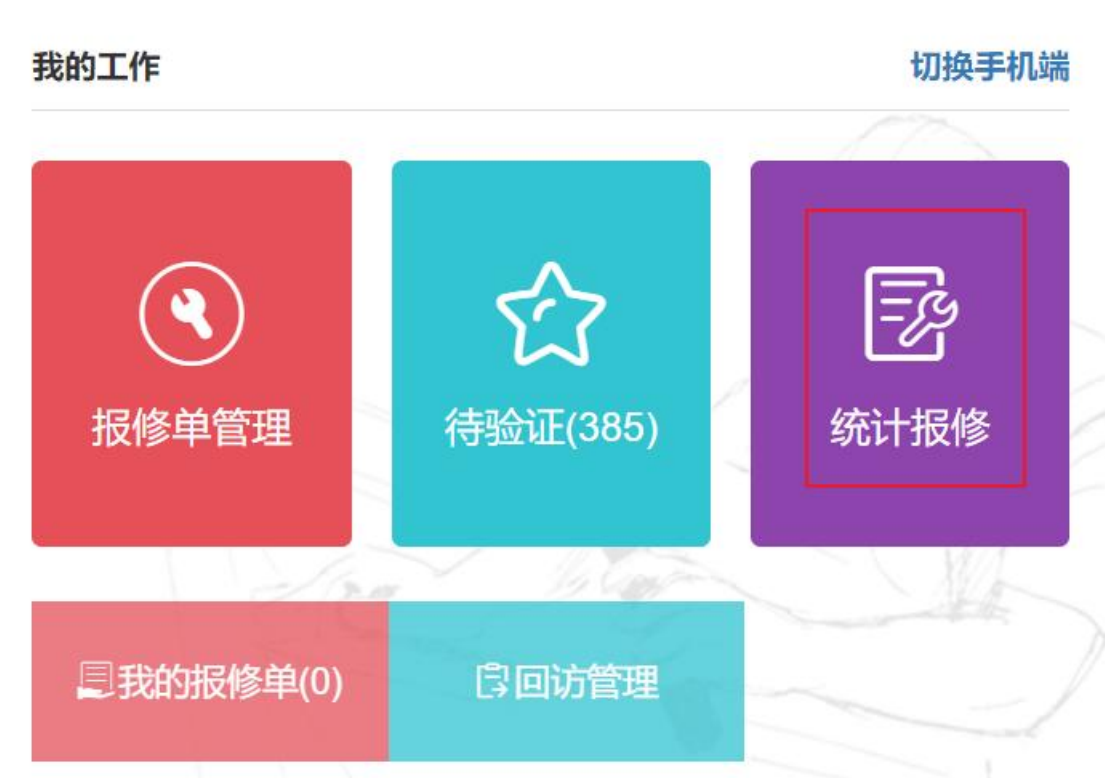 我的工作
切换手机端
报修单管理
待验证(385)
统计报修
我的报修单(0)
回访管理